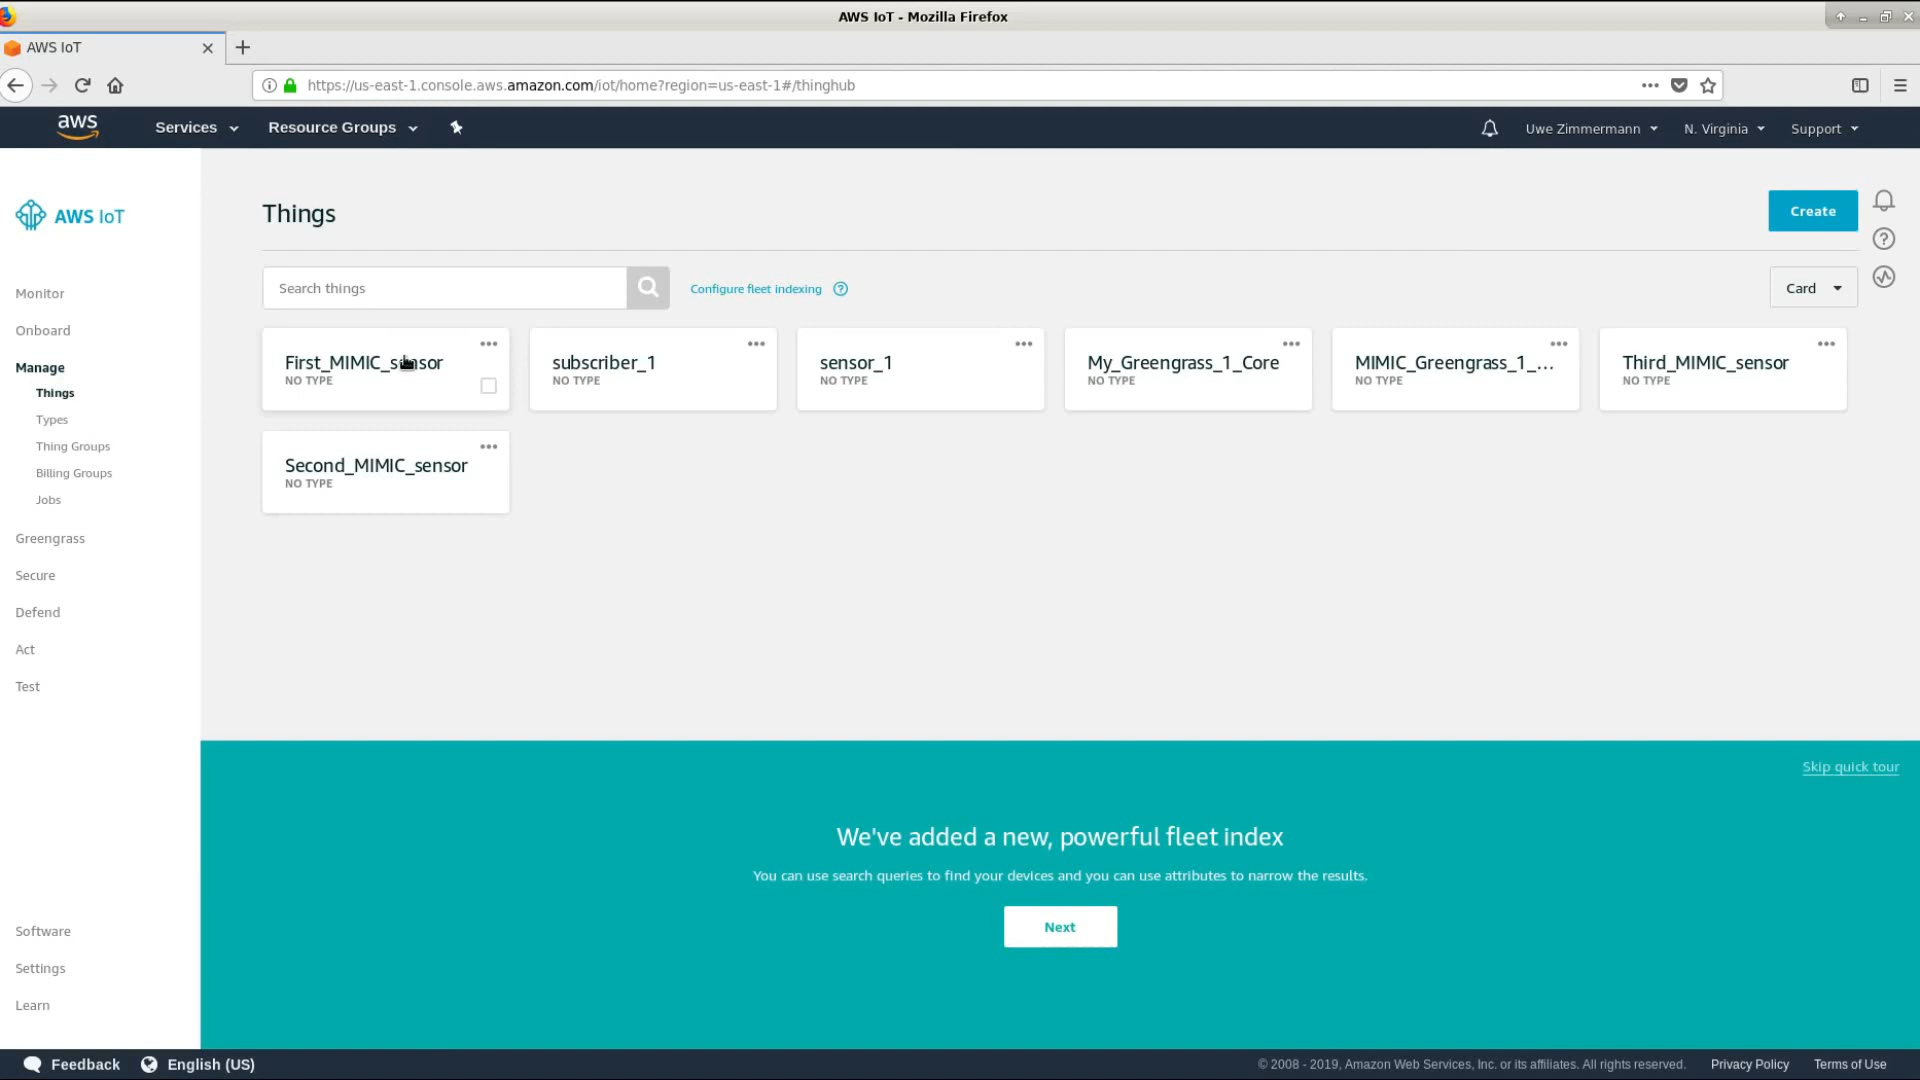 AWS IoT - Mozilla Firefox
AWS IoT
https://us-east-1.console.aws.amazon.com/iot/home?region=us-east-1#/thinghub
aws Services Resource Groups Uwe Zimmermann N. Virginia Support
AWS IoT
Monitor
Onboard
Manage
Things
Types
Thing Groups
Billing Groups
Jobs
Greengrass
Secure
Defend
Act
Test
Software
Settings
Learn
Things
Create
Search things
Configure fleet indexing
Card
First_MIMIC_sensor
NO TYPE
subscriber_1
NO TYPE
sensor_1
NO TYPE
My_Greengrass_1_Core
NO TYPE
MIMIC_Greengrass_1_...
NO TYPE
Third_MIMIC_sensor
NO TYPE
Second_MIMIC_sensor
NO TYPE
Skip quick tour
We've added a new, powerful fleet index
You can use search queries to find your devices and you can use attributes to narrow the results.
Next
Feedback English (US) © 2008 - 2019, Amazon Web Services, Inc. or its affiliates. All rights reserved. Privacy Policy Terms of Use